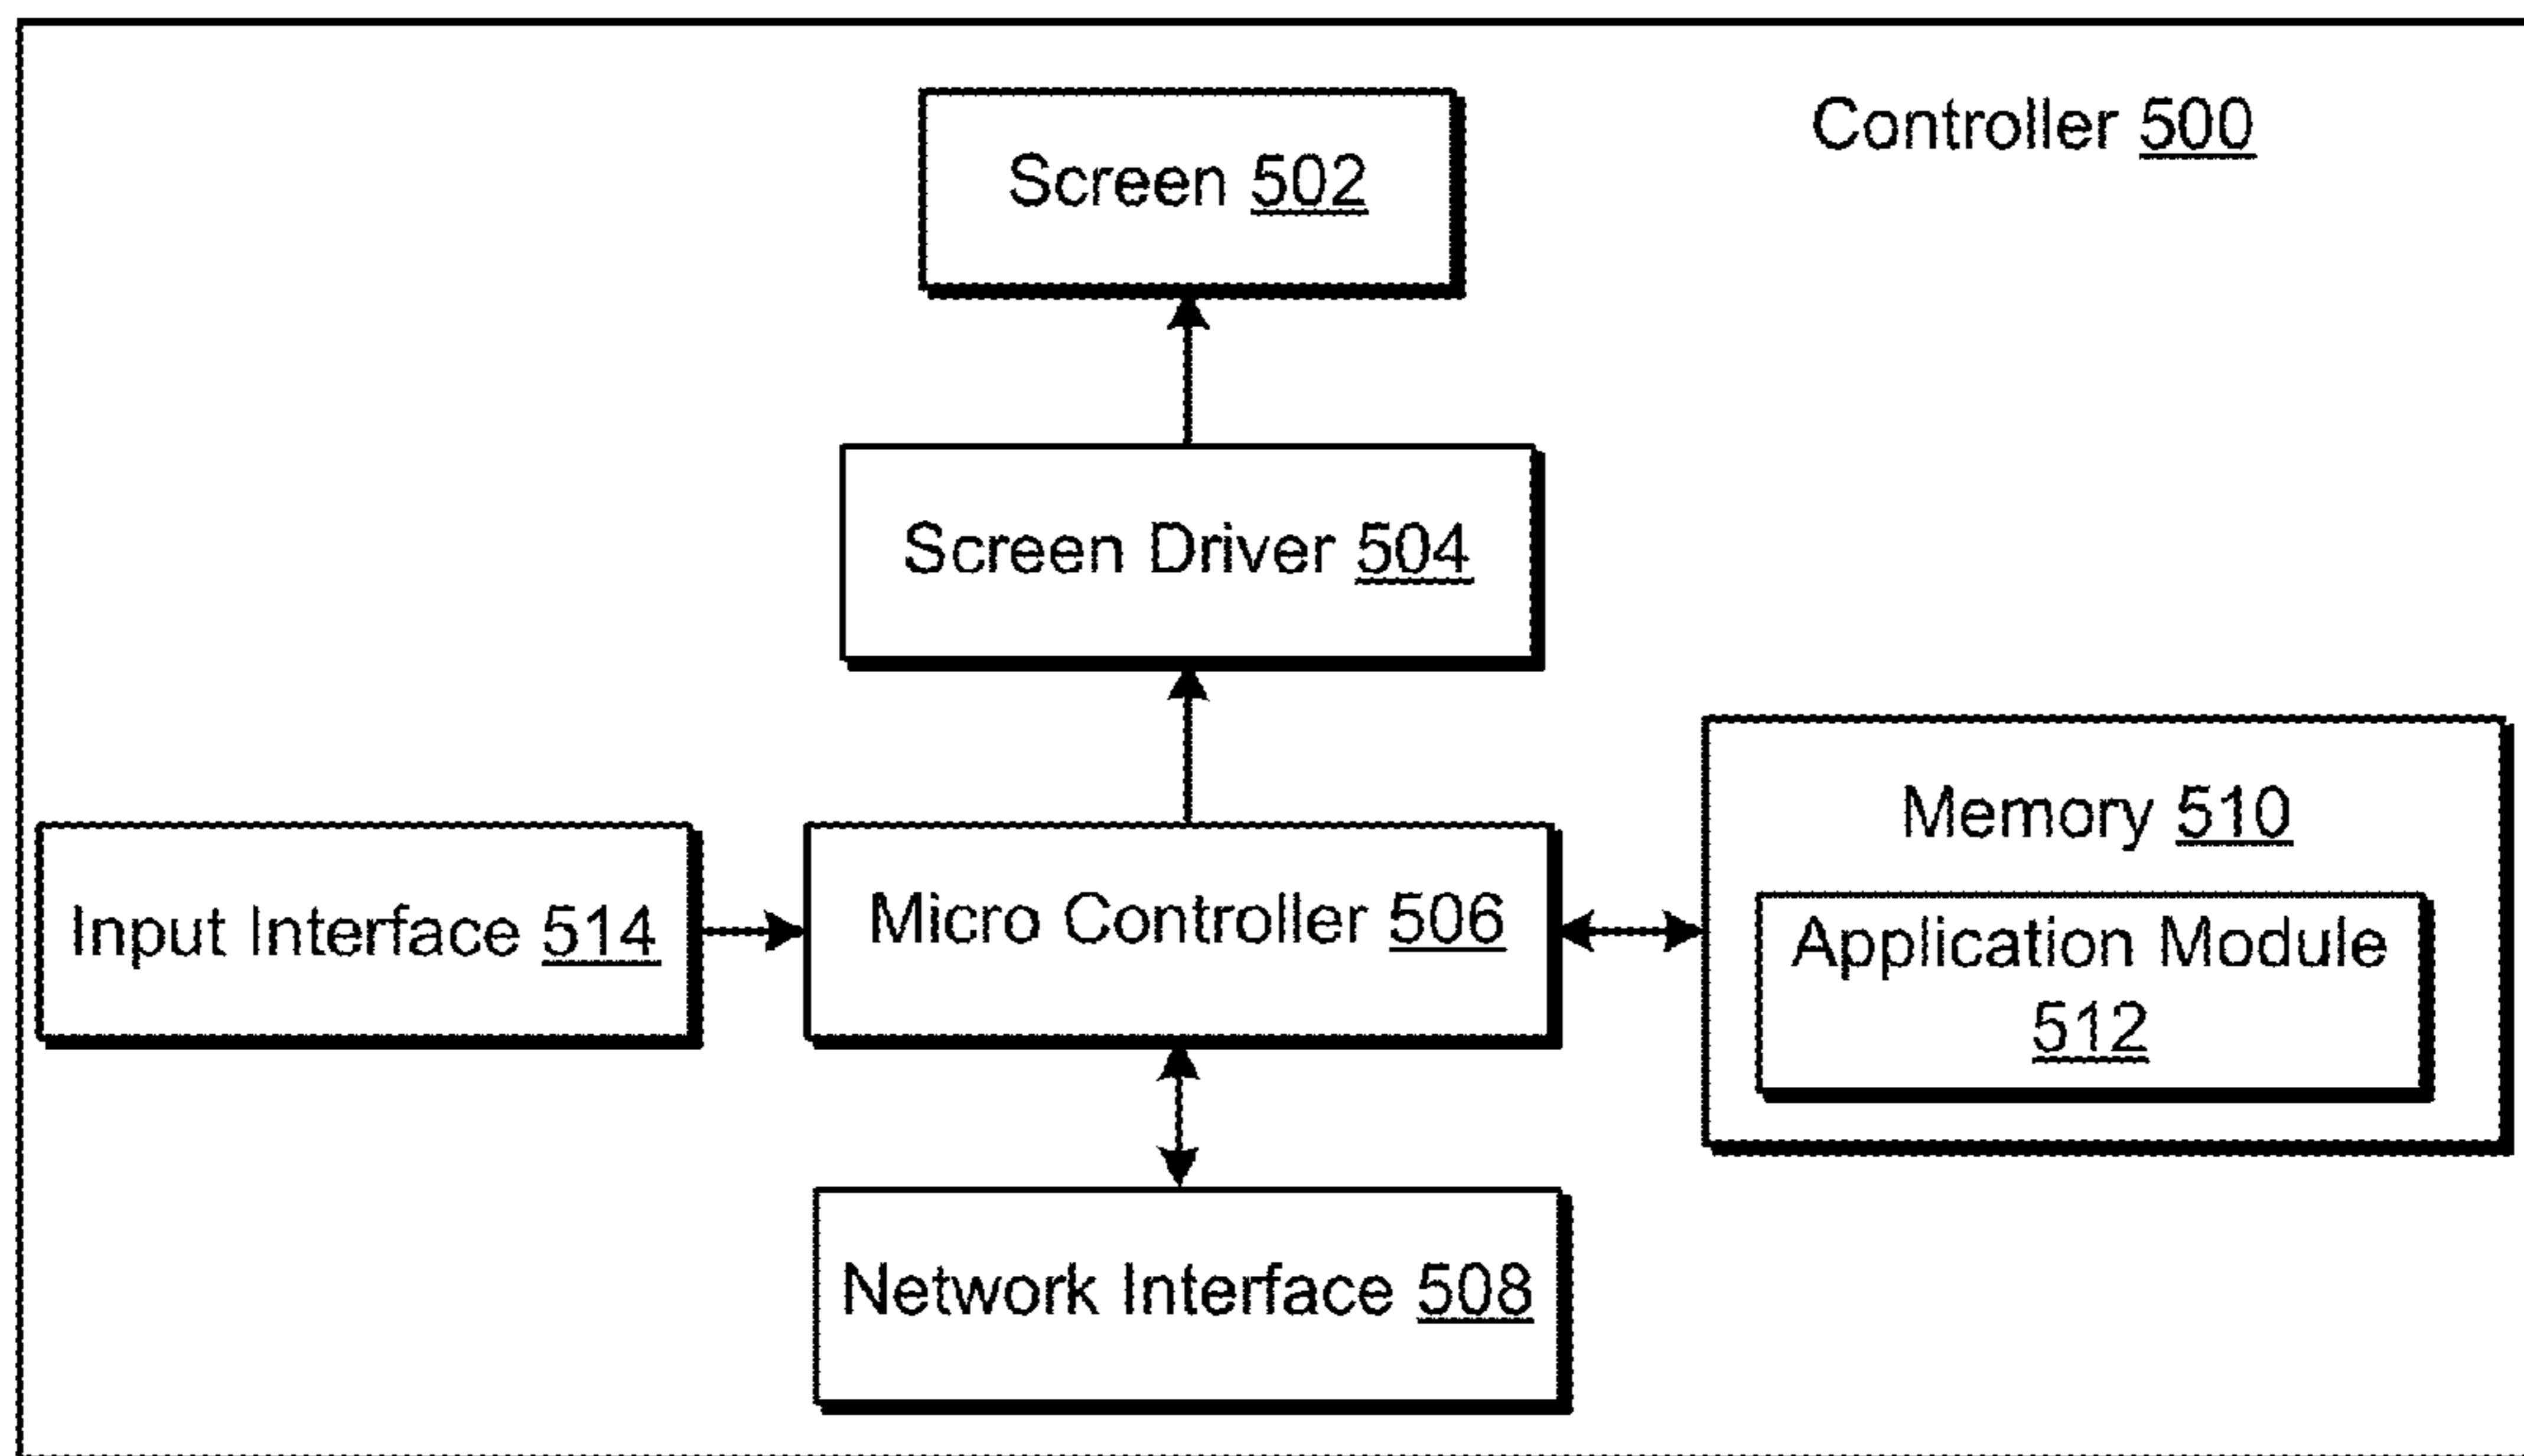 Controller 500
Screen 502
Screen Driver 504
Memory 510
Input Interface 514
Micro Controller 506
Application Module
512
Network Interface 508